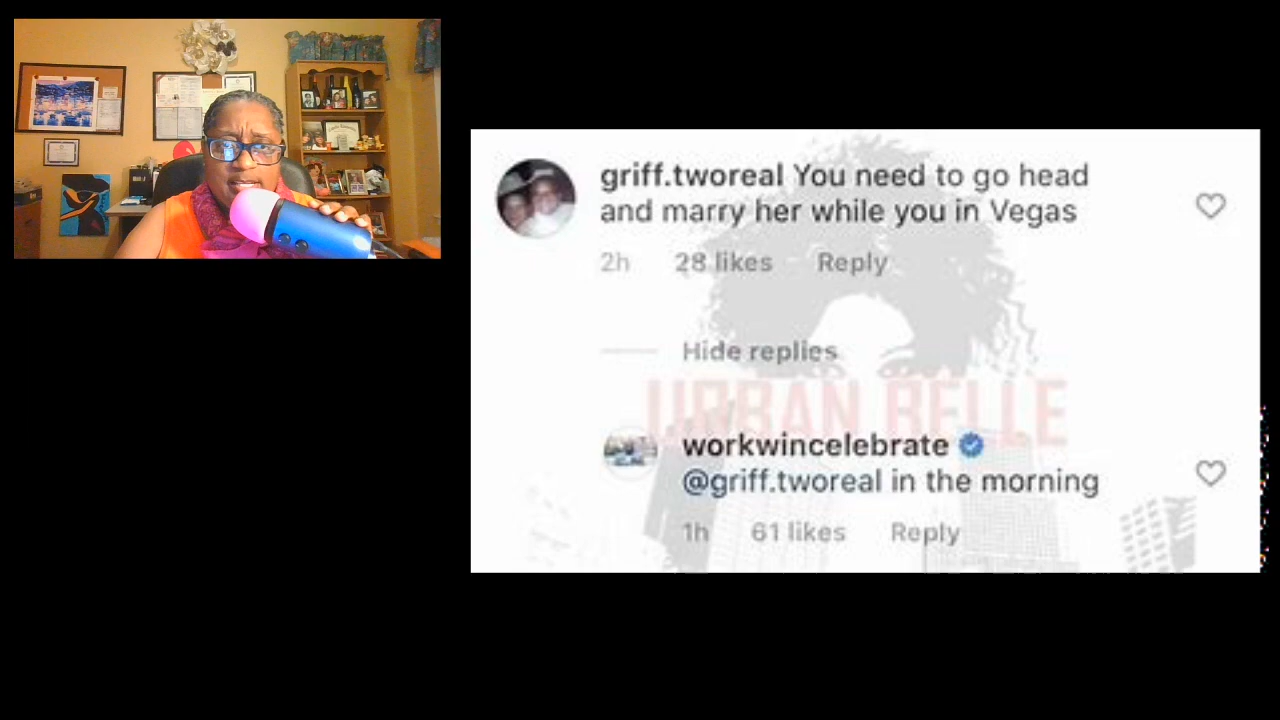 griff.tworeal You need to go head
and marry her while you in Vegas
2h 28 likes Reply
Hide replies
URBAN BELLE
workwincelebrate
@griff.tworeal in the morning
1h 61 likes Reply